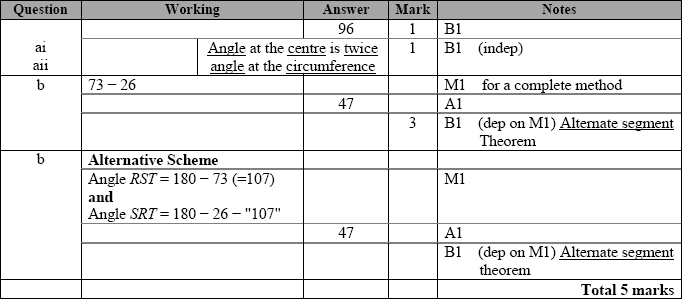 Question Working Answer Mark Notes
96 1 B1
ai Angle at the centre is twice 1 B1 (indep)
aii angle at the circumference
b 73 – 26 M1 for a complete method
47 A1
3 B1 (dep on M1) Alternate segment
Theorem
b Alternative Scheme
Angle RST = 180 – 73 (=107) M1
and
Angle SRT = 180 – 26 – "107"
47 A1
B1 (dep on M1) Alternate segment
theorem
Total 5 marks